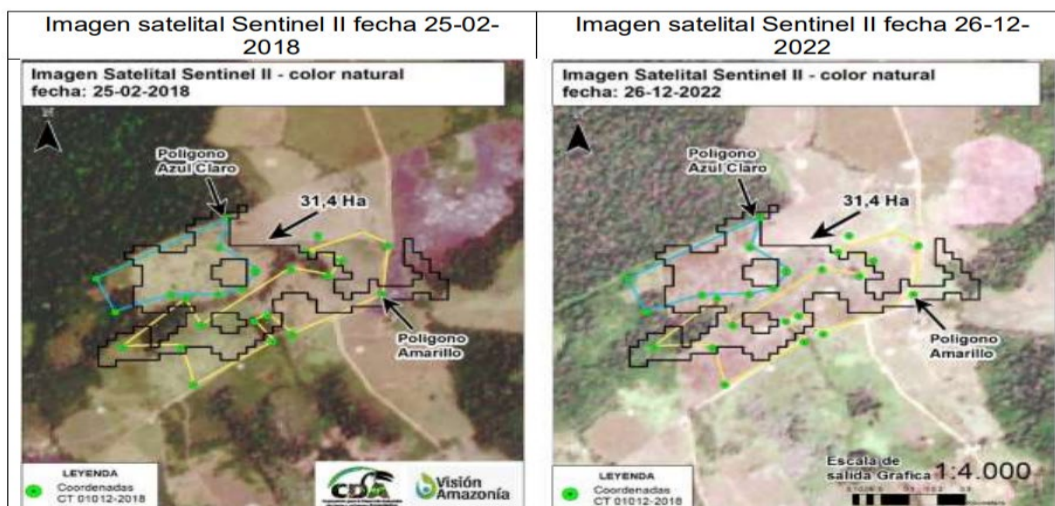 Imagen satelital Sentinel II fecha 25-02-
2018
Imagen satelital Sentinel II fecha 26-12-
2022
Imagen Satelital Sentinel II - color natural
fecha: 25-02-2018
Poligono
Azul Claro
31,4 Ha
Poligono
Amarillo
LEYENDA
Coordenadas
CT 01012-2018
CDA
Visión
Amazonía
Imagen Satelital Sentinel II - color natural
fecha: 26-12-2022
Poligono
Azul Claro
31,4 Ha
Poligono
Amarillo
LEYENDA
Coordenadas
CT 01012-2018
Escala de
salida Grafica 1:4.000